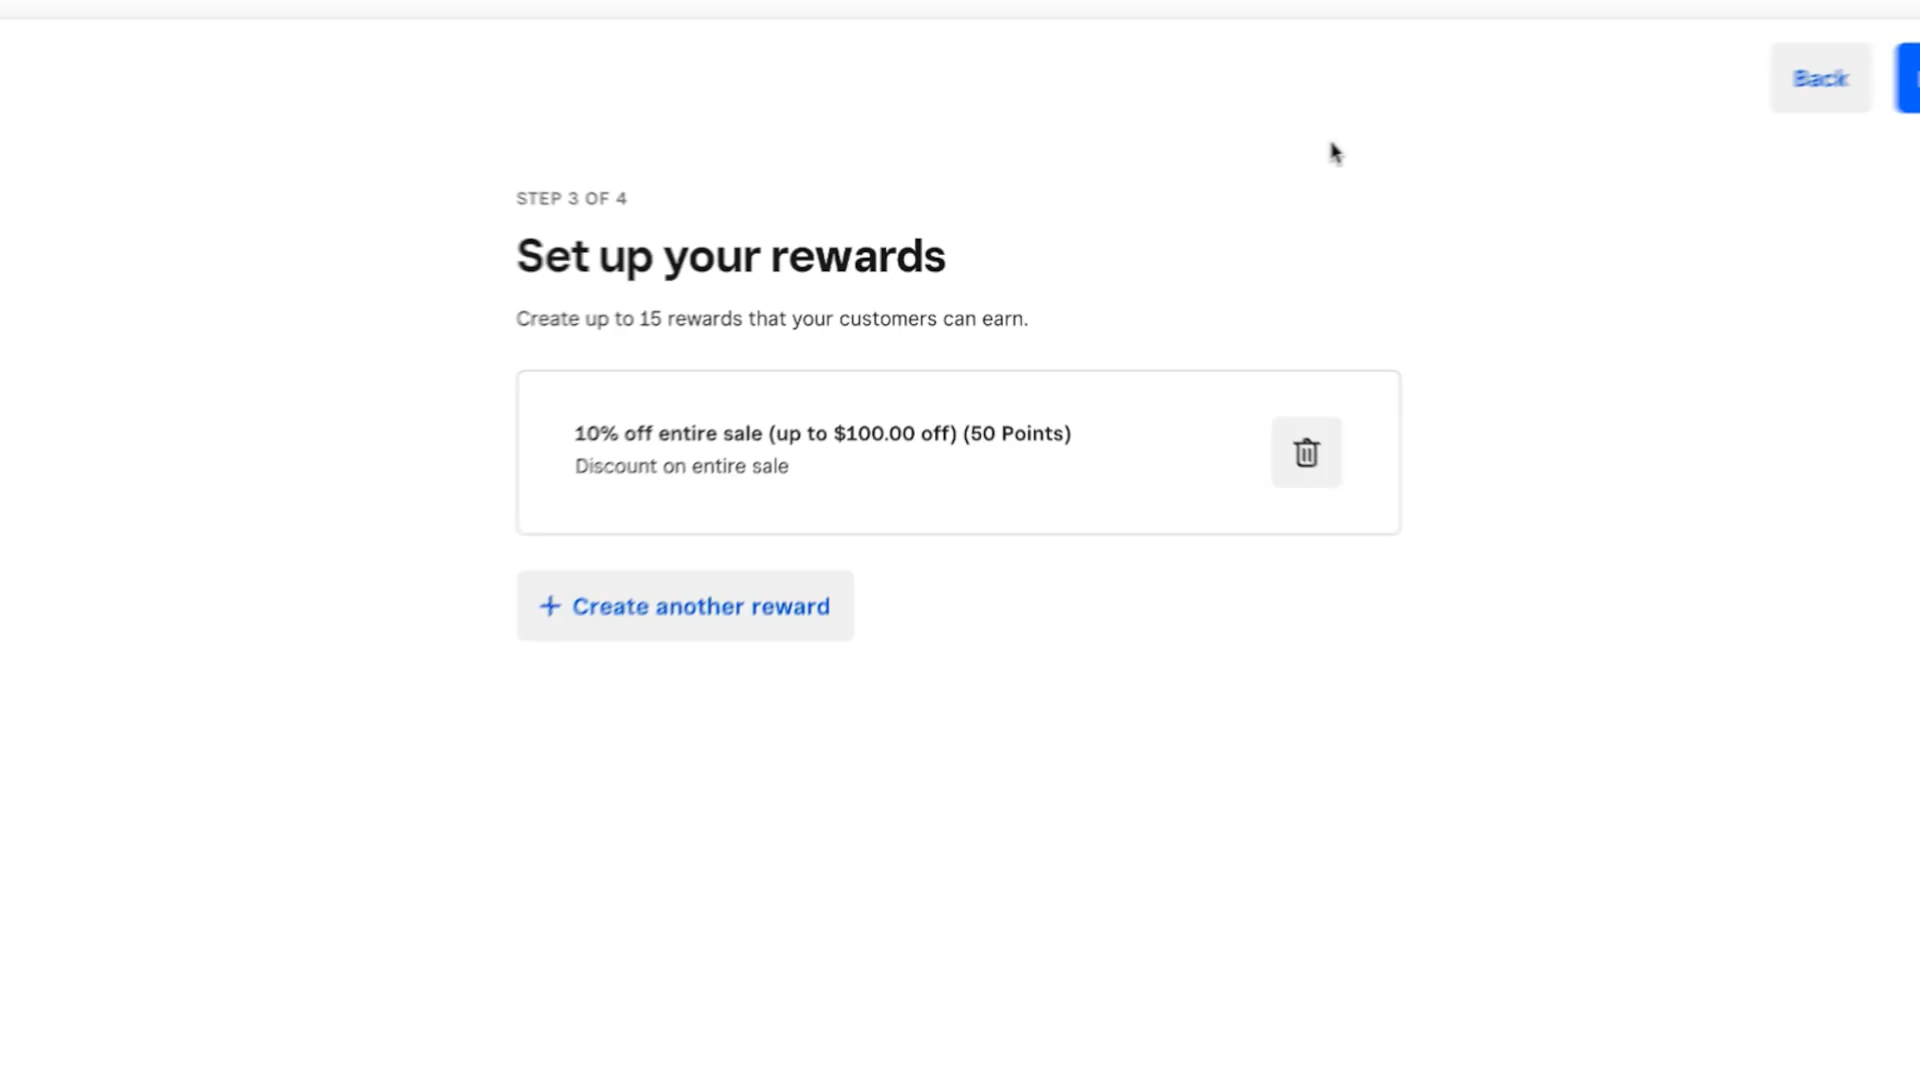 Back
STEP 3 OF 4
Set up your rewards
Create up to 15 rewards that your customers can earn.
10% off entire sale (up to $100.00 off) (50 Points)
Discount on entire sale
+ Create another reward